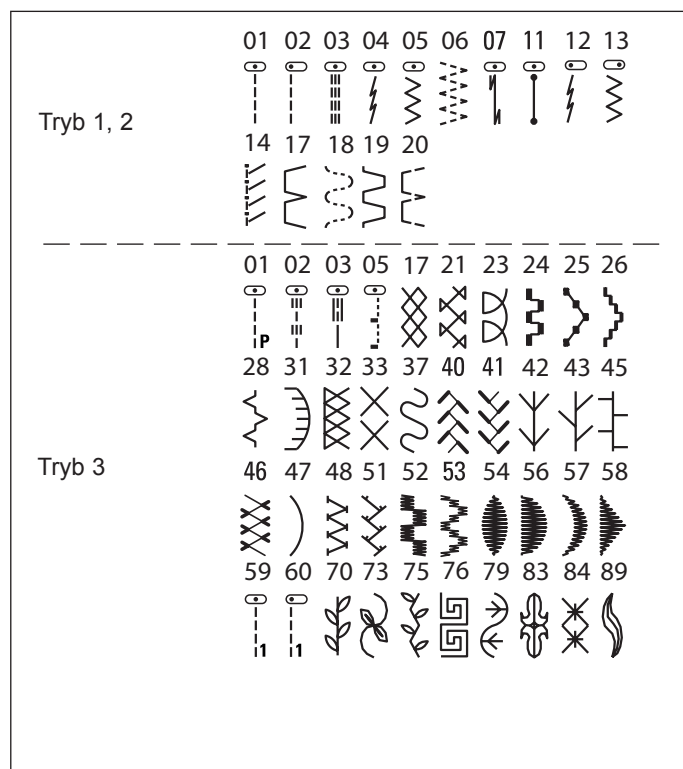 01 02 03 04 05 06 07 11 12 13
Tryb 1, 2
14 17 18 19 20
01 02 03 05 17 21 23 24 25 26
P
28 31 32 33 37 40 41 42 43 45
Tryb 3
46 47 48 51 52 53 54 56 57 58
59 60 70 73 75 76 79 83 84 89
1 1